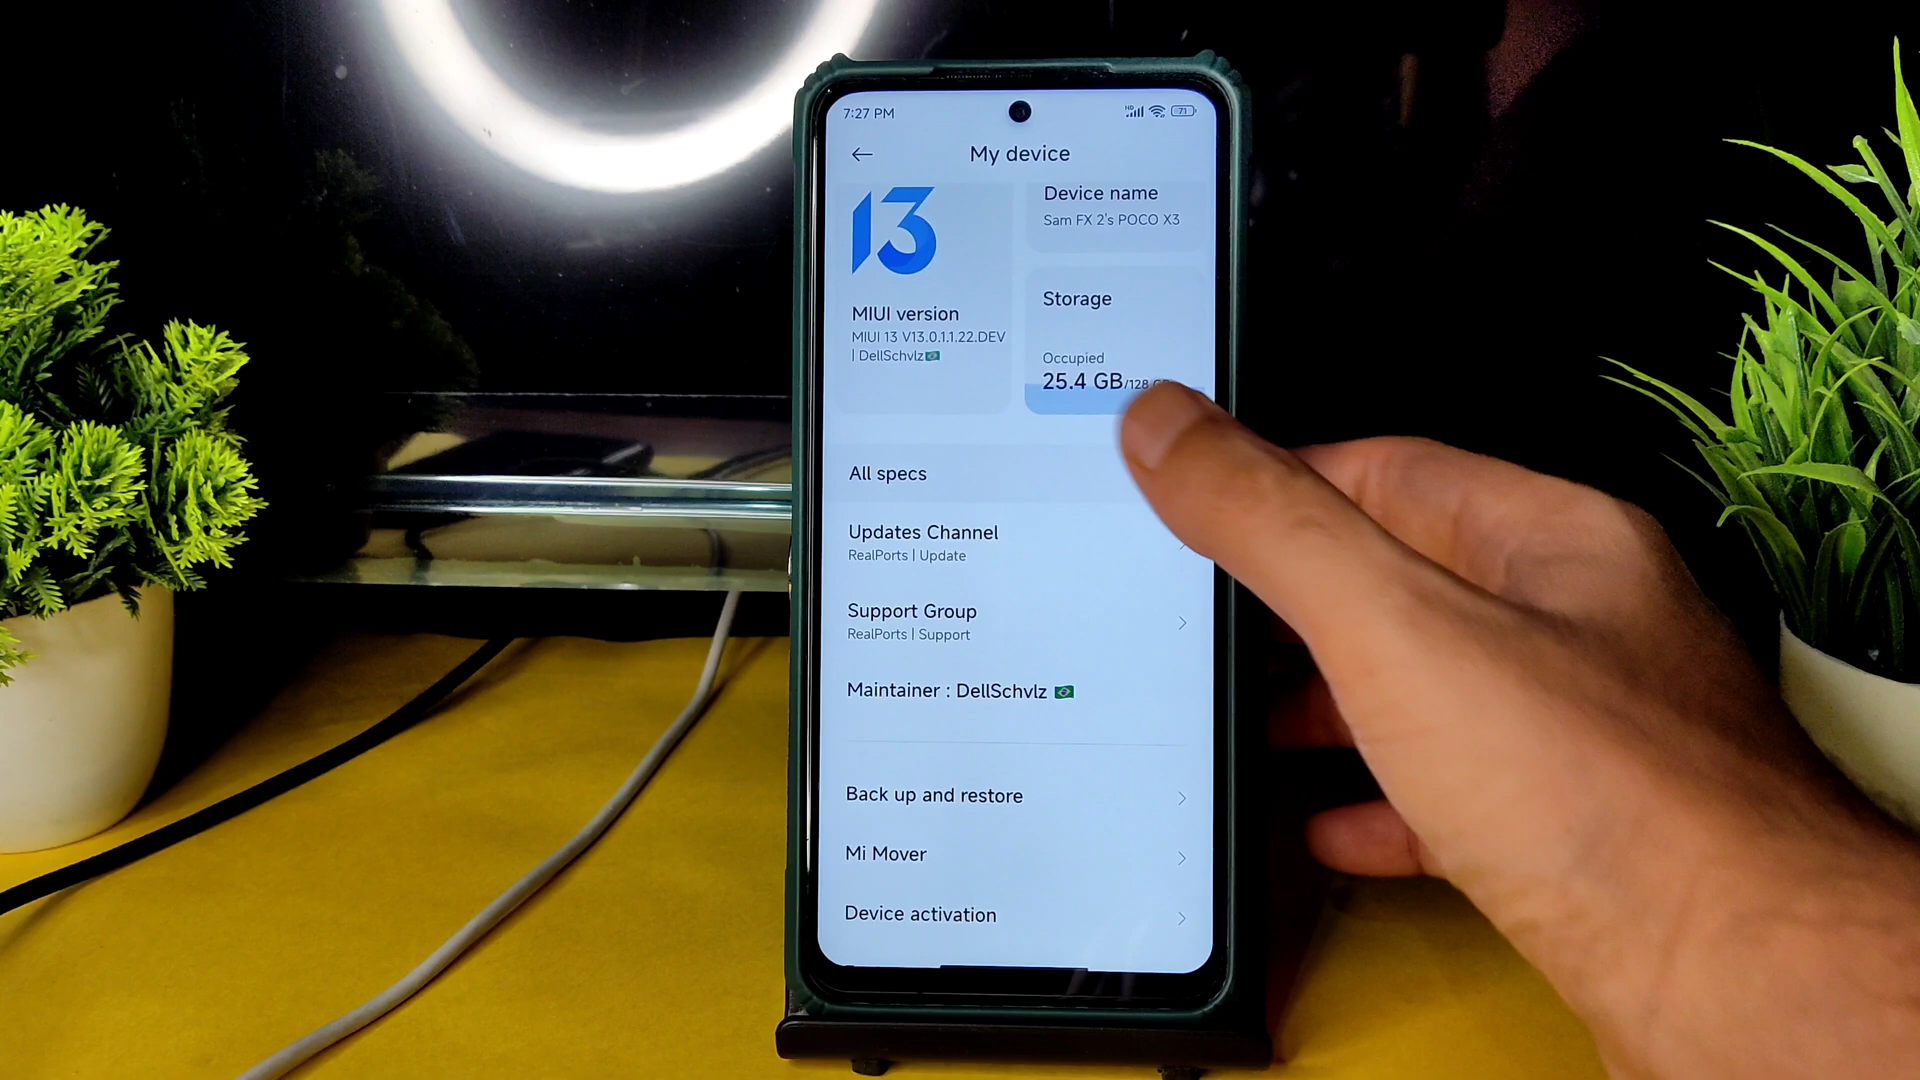 7:27 PM
HD
71
My device
13
Device name
Sam FX 2's POCO X3
MIUI version
MIUI 13 V13.0.1.1.22.DEV
| DellSchvlz🇧🇷
Storage
Occupied
25.4 GB/128
All specs
Updates Channel
RealPorts | Update
Support Group
RealPorts | Support
Maintainer : DellSchvlz 🇧🇷
Back up and restore
Mi Mover
Device activation